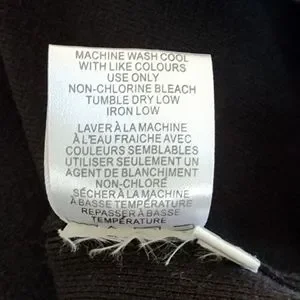 MACHINE WASH COOL
WITH LIKE COLOURS
USE ONLY
NON-CHLORINE BLEACH
TUMBLE DRY LOW
IRON LOW
LAVER À LA MACHINE
À L'EAU FRAICHE AVEC
COULEURS SEMBLABLES
UTILISER SEULEMENT UN
AGENT DE BLANCHIMENT
NON-CHLORÉ
SÉCHER À LA MACHINE
À BASSE TEMPÉRATURE
REPASSER À BASSE
TEMPÉRATURE